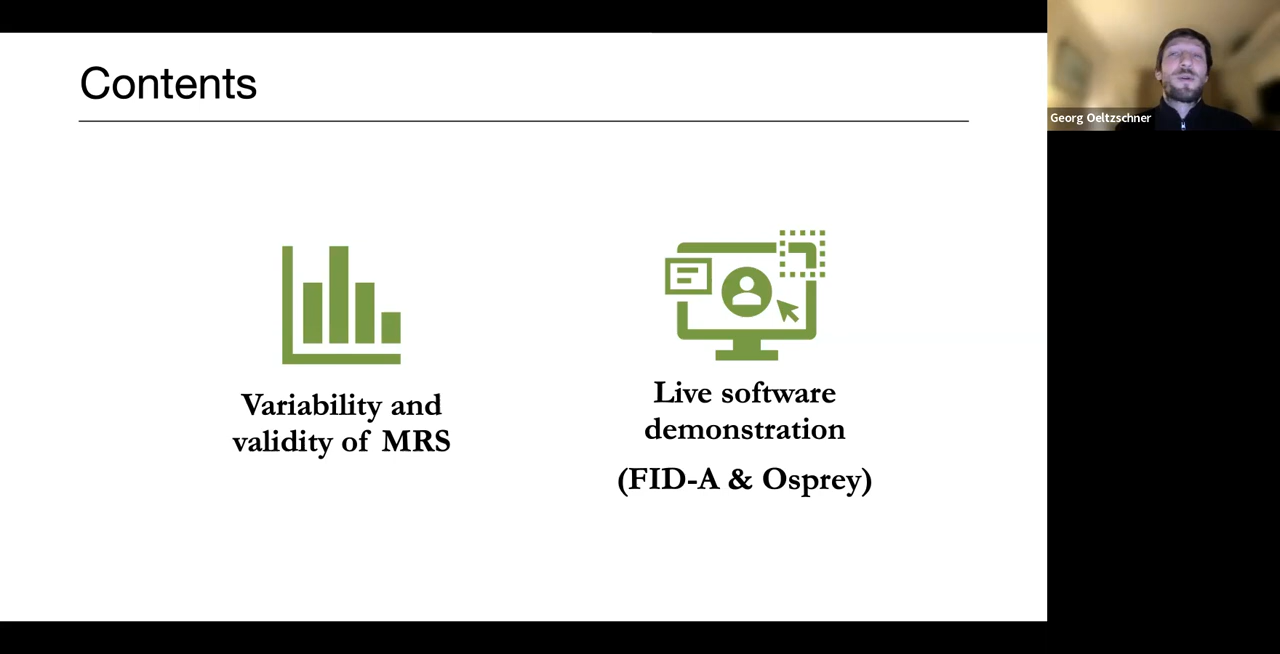 Contents
Georg Oeltzschner
Variability and
validity of MRS
Live software
demonstration
(FID-A & Osprey)